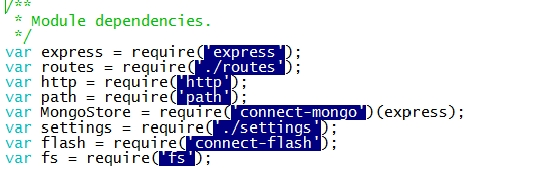 /**
 * Module dependencies.
 */
var express = require('express');
var routes = require('./routes');
var http = require('http');
var path = require('path');
var MongoStore = require('connect-mongo')(express);
var settings = require('./settings');
var flash = require('connect-flash');
var fs = require('fs');